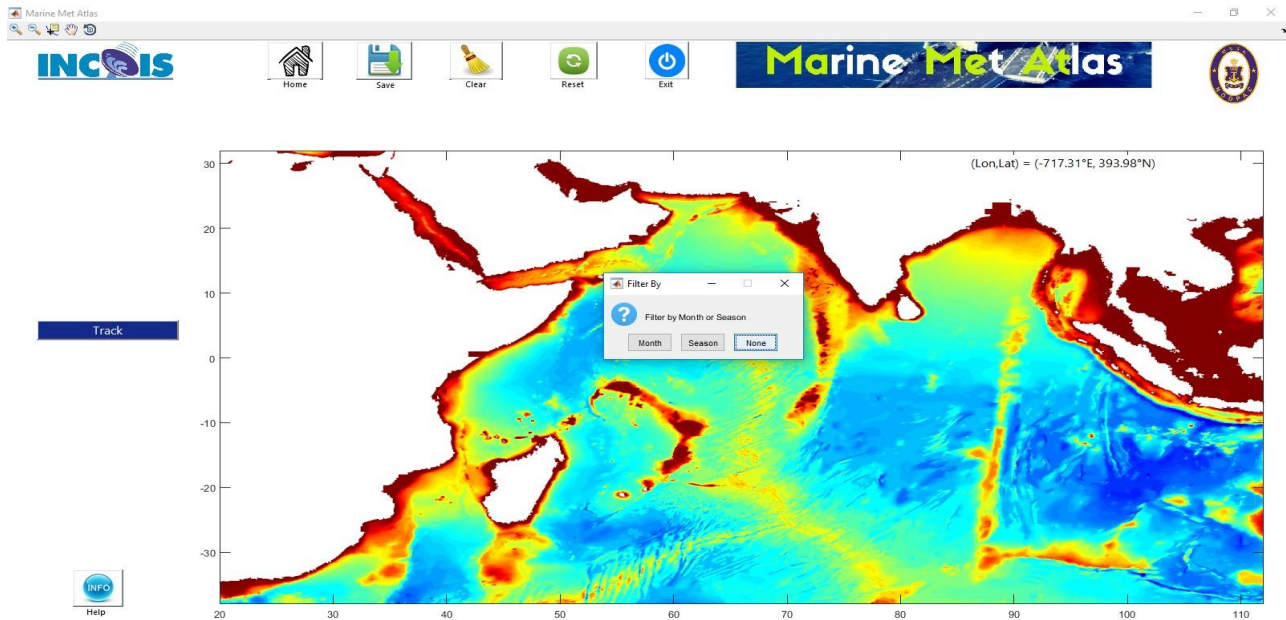 Marine Met Atlas
INCOIS
Home
Save
Clear
Reset
Exit
Marine Met Atlas
(Lon,Lat) = (-717.31°E, 393.98°N)
30
20
10
0
-10
-20
-30
Filter By
Filter by Month or Season
Month Season None
Track
INFO
Help
20 30 40 50 60 70 80 90 100 110